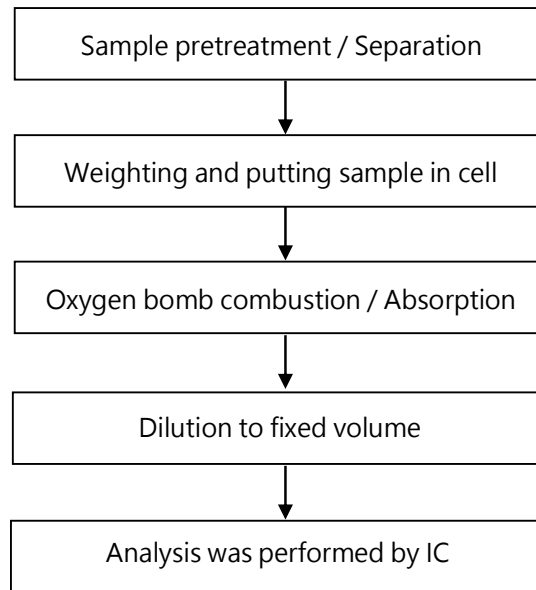 Sample pretreatment / Separation
Weighting and putting sample in cell
Oxygen bomb combustion / Absorption
Dilution to fixed volume
Analysis was performed by IC